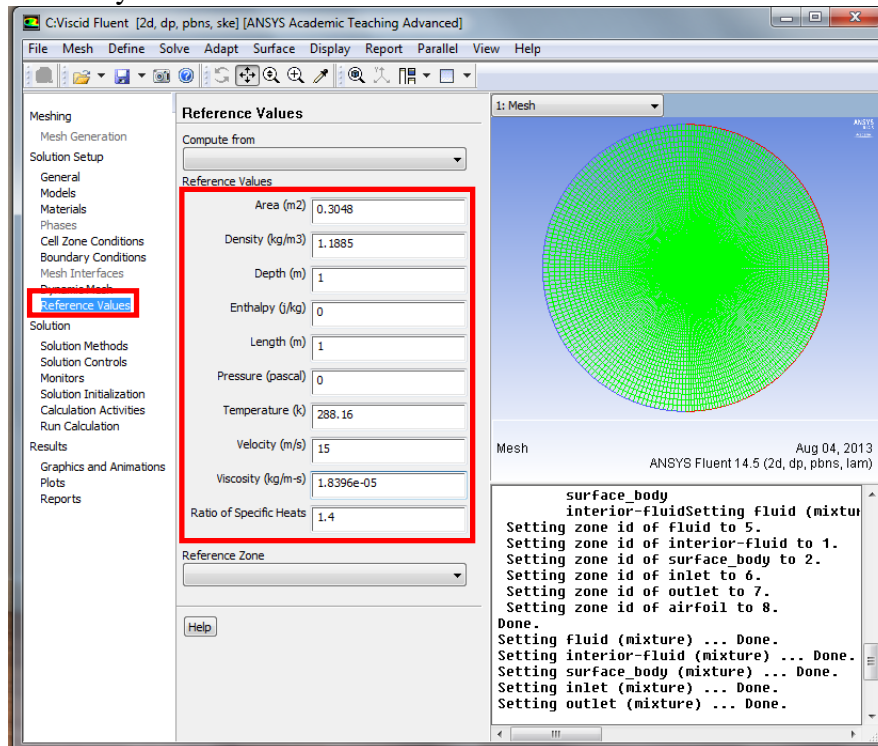 C:Viscid Fluent [2d, dp, pbns, ske] [ANSYS Academic Teaching Advanced]
File Mesh Define Solve Adapt Surface Display Report Parallel View Help
Meshing
Mesh Generation
Solution Setup
General
Models
Materials
Phases
Cell Zone Conditions
Boundary Conditions
Mesh Interfaces
Dynamic Mesh
Reference Values
Solution
Solution Methods
Solution Controls
Monitors
Solution Initialization
Calculation Activities
Run Calculation
Results
Graphics and Animations
Plots
Reports
Reference Values
Compute from
Reference Values
Area (m2) 0.3048
Density (kg/m3) 1.1885
Depth (m) 1
Enthalpy (j/kg) 0
Length (m) 1
Pressure (pascal) 0
Temperature (k) 288.16
Velocity (m/s) 15
Viscosity (kg/m-s) 1.8396e-05
Ratio of Specific Heats 1.4
Reference Zone
Help
1: Mesh
ANSYS
Mesh
Aug 04, 2013
ANSYS Fluent 14.5 (2d, dp, pbns, lam)
surface_body
interior-fluidSetting fluid (mixtur
Setting zone id of fluid to 5.
Setting zone id of interior-fluid to 1.
Setting zone id of surface_body to 2.
Setting zone id of inlet to 6.
Setting zone id of outlet to 7.
Setting zone id of airfoil to 8.
Done.
Setting fluid (mixture) ... Done.
Setting interior-fluid (mixture) ... Done.
Setting surface_body (mixture) ... Done.
Setting inlet (mixture) ... Done.
Setting outlet (mixture) ... Done.